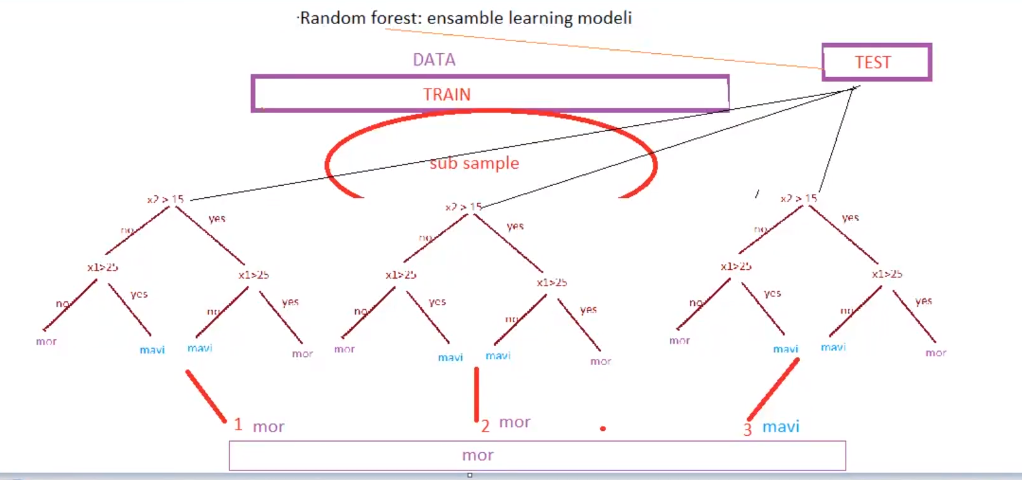 ·Random forest: ensamble learning modeli
DATA
TEST
TRAIN
sub sample
x2 > 15
x2 > 15
x2 > 15
no
yes
no
yes
no
yes
x1>25
x1>25
x1>25
x1>25
x1>25
x1>25
no
yes
no
yes
no
yes
no
yes
no
yes
no
yes
mor
mavi
mavi
mor
mor
mavi
mavi
mor
mor
mavi
mavi
mor
1 mor
2 mor
3 mavi
mor